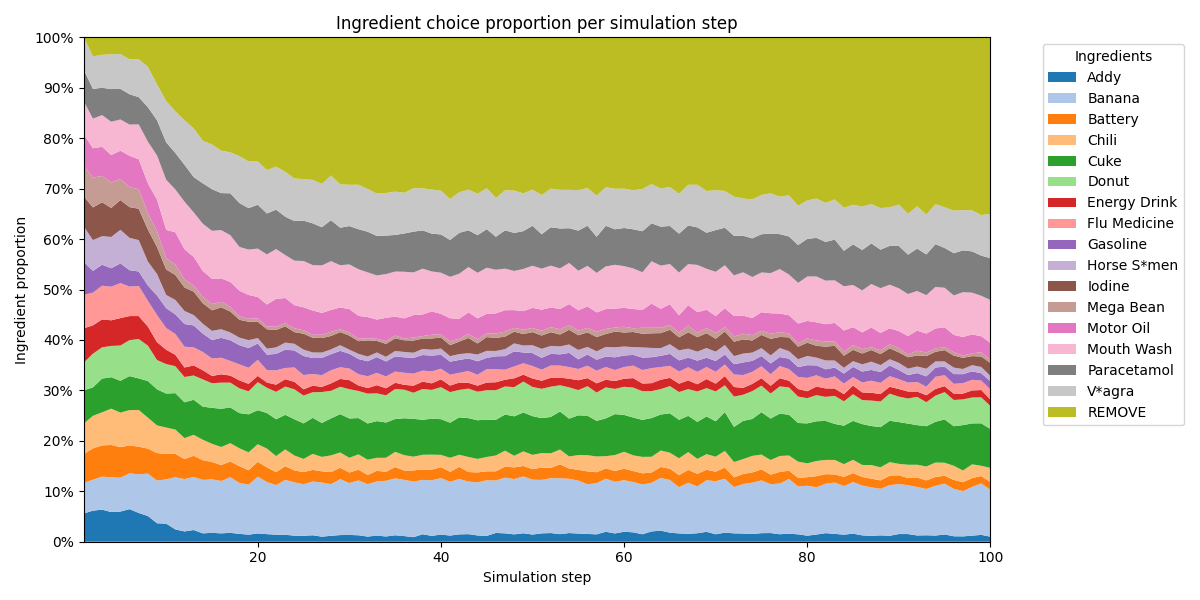 Ingredient choice proportion per simulation step
100%
90%
80%
70%
60%
50%
40%
30%
20%
10%
0%
Ingredient proportion
20
40
60
80
100
Simulation step
Ingredients
Addy
Banana
Battery
Chili
Cuke
Donut
Energy Drink
Flu Medicine
Gasoline
Horse S*men
Iodine
Mega Bean
Motor Oil
Mouth Wash
Paracetamol
V*agra
REMOVE